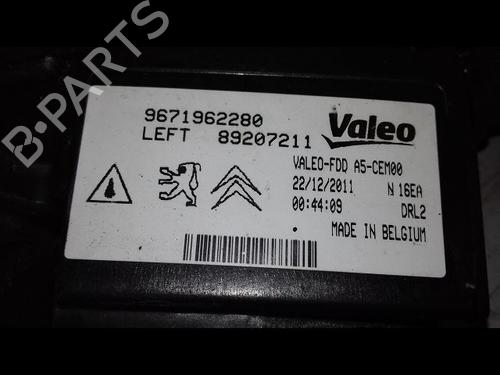 9671962280
LEFT 89207211
Valeo
VALEO-FDD A5-CEM00
22/12/2011 N 16EA
00:44:09 DRL2
MADE IN BELGIUM
B-PARTS